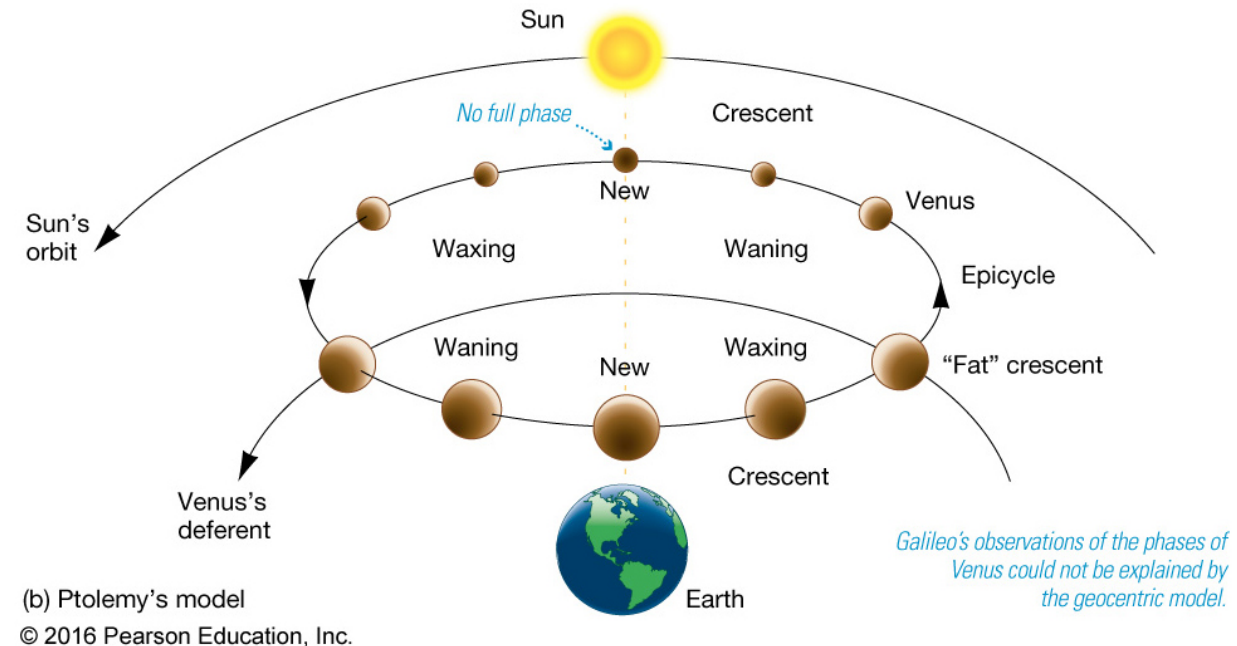 Sun
No full phase
Crescent
New
Venus
Sun's
orbit
Waxing
Waning
Epicycle
Waning
New
Waxing
"Fat" crescent
Crescent
Venus's
deferent
Galileo's observations of the phases of
Venus could not be explained by
the geocentric model.
Earth
(b) Ptolemy's model
© 2016 Pearson Education, Inc.